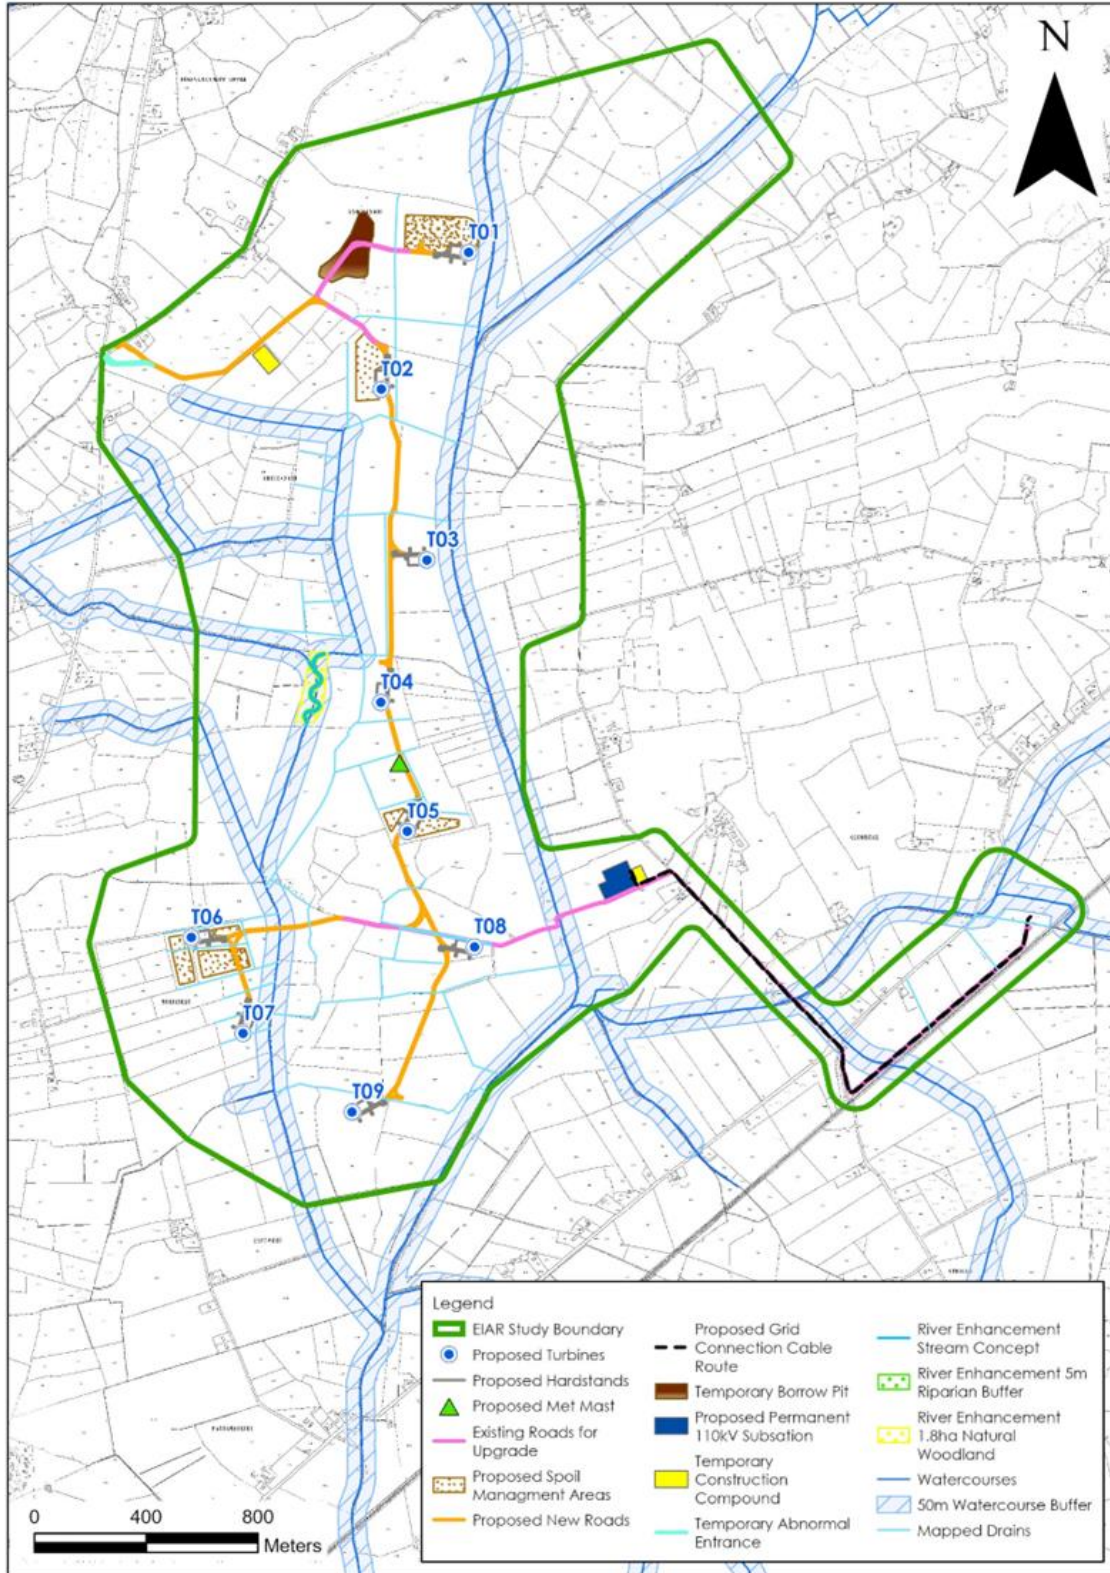 N
T01
T02
T03
T04
T05
T06
T08
T07
T09
Legend
EIAR Study Boundary
Proposed Turbines
Proposed Hardstands
Proposed Met Mast
Existing Roads for
Upgrade
Proposed Spoil
Managment Areas
Proposed New Roads
Proposed Grid
Connection Cable
Route
Temporary Borrow Pit
Proposed Permanent
110kV Subsation
Temporary
Construction
Compound
Temporary Abnormal
Entrance
River Enhancement
Stream Concept
River Enhancement 5m
Riparian Buffer
River Enhancement
1.8ha Natural
Woodland
Watercourses
50m Watercourse Buffer
Mapped Drains
0 400 800
Meters